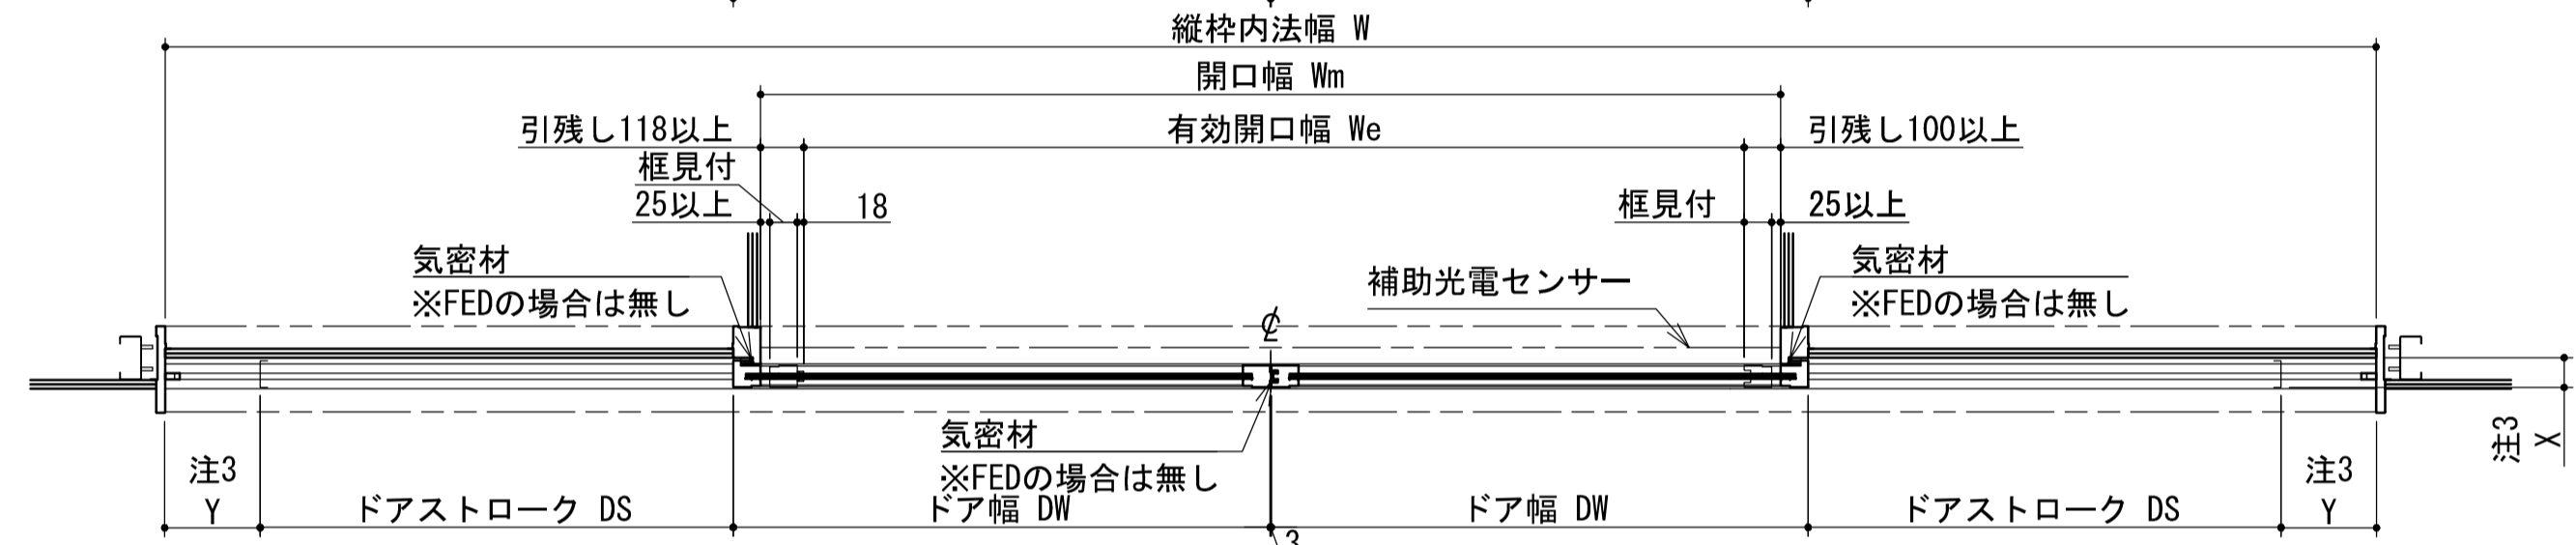 縦枠内法幅 W
開口幅 Wm
引残し118以上
有効開口幅 We
引残し100以上
框見付
25以上
18
框見付
25以上
気密材
※FEDの場合は無し
補助光電センサー
気密材
※FEDの場合は無し
℄
気密材
※FEDの場合は無し
注3
Y
ドアストローク DS
ドア幅 DW
3
ドア幅 DW
ドアストローク DS
注3
Y
注3
X